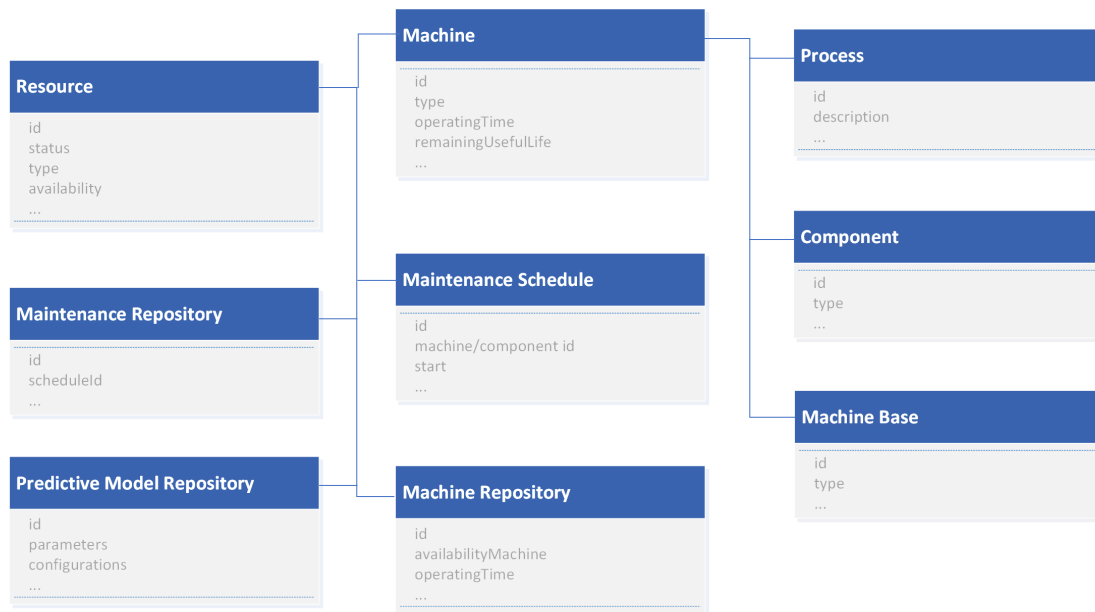 Resource
id
status
type
availability
...
Maintenance Repository
id
scheduleId
...
Predictive Model Repository
id
parameters
configurations
...
Machine
id
type
operatingTime
remainingUsefulLife
...
Maintenance Schedule
id
machine/component id
start
...
Machine Repository
id
availabilityMachine
operatingTime
...
Process
id
description
...
Component
id
type
...
Machine Base
id
type
...